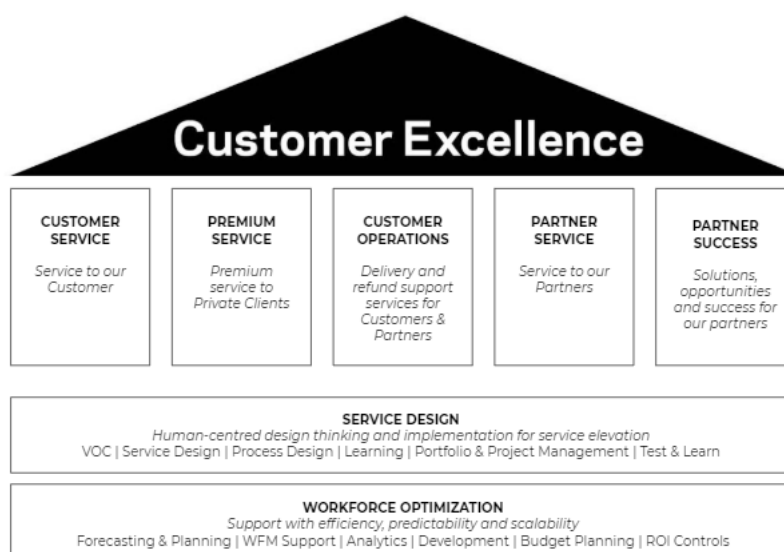 Customer Excellence
CUSTOMER
SERVICE
Service to our
Customer
PREMIUM
SERVICE
Premium
service to
Private Clients
CUSTOMER
OPERATIONS
Delivery and
refund support
services for
Customers &
Partners
PARTNER
SERVICE
Service to our
Partners
PARTNER
SUCCESS
Solutions,
opportunities
and success for
our partners
SERVICE DESIGN
Human-centred design thinking and implementation for service elevation
VOC | Service Design | Process Design | Learning | Portfolio & Project Management | Test & Learn
WORKFORCE OPTIMIZATION
Support with efficiency, predictability and scalability
Forecasting & Planning | WFM Support | Analytics | Development | Budget Planning | ROI Controls